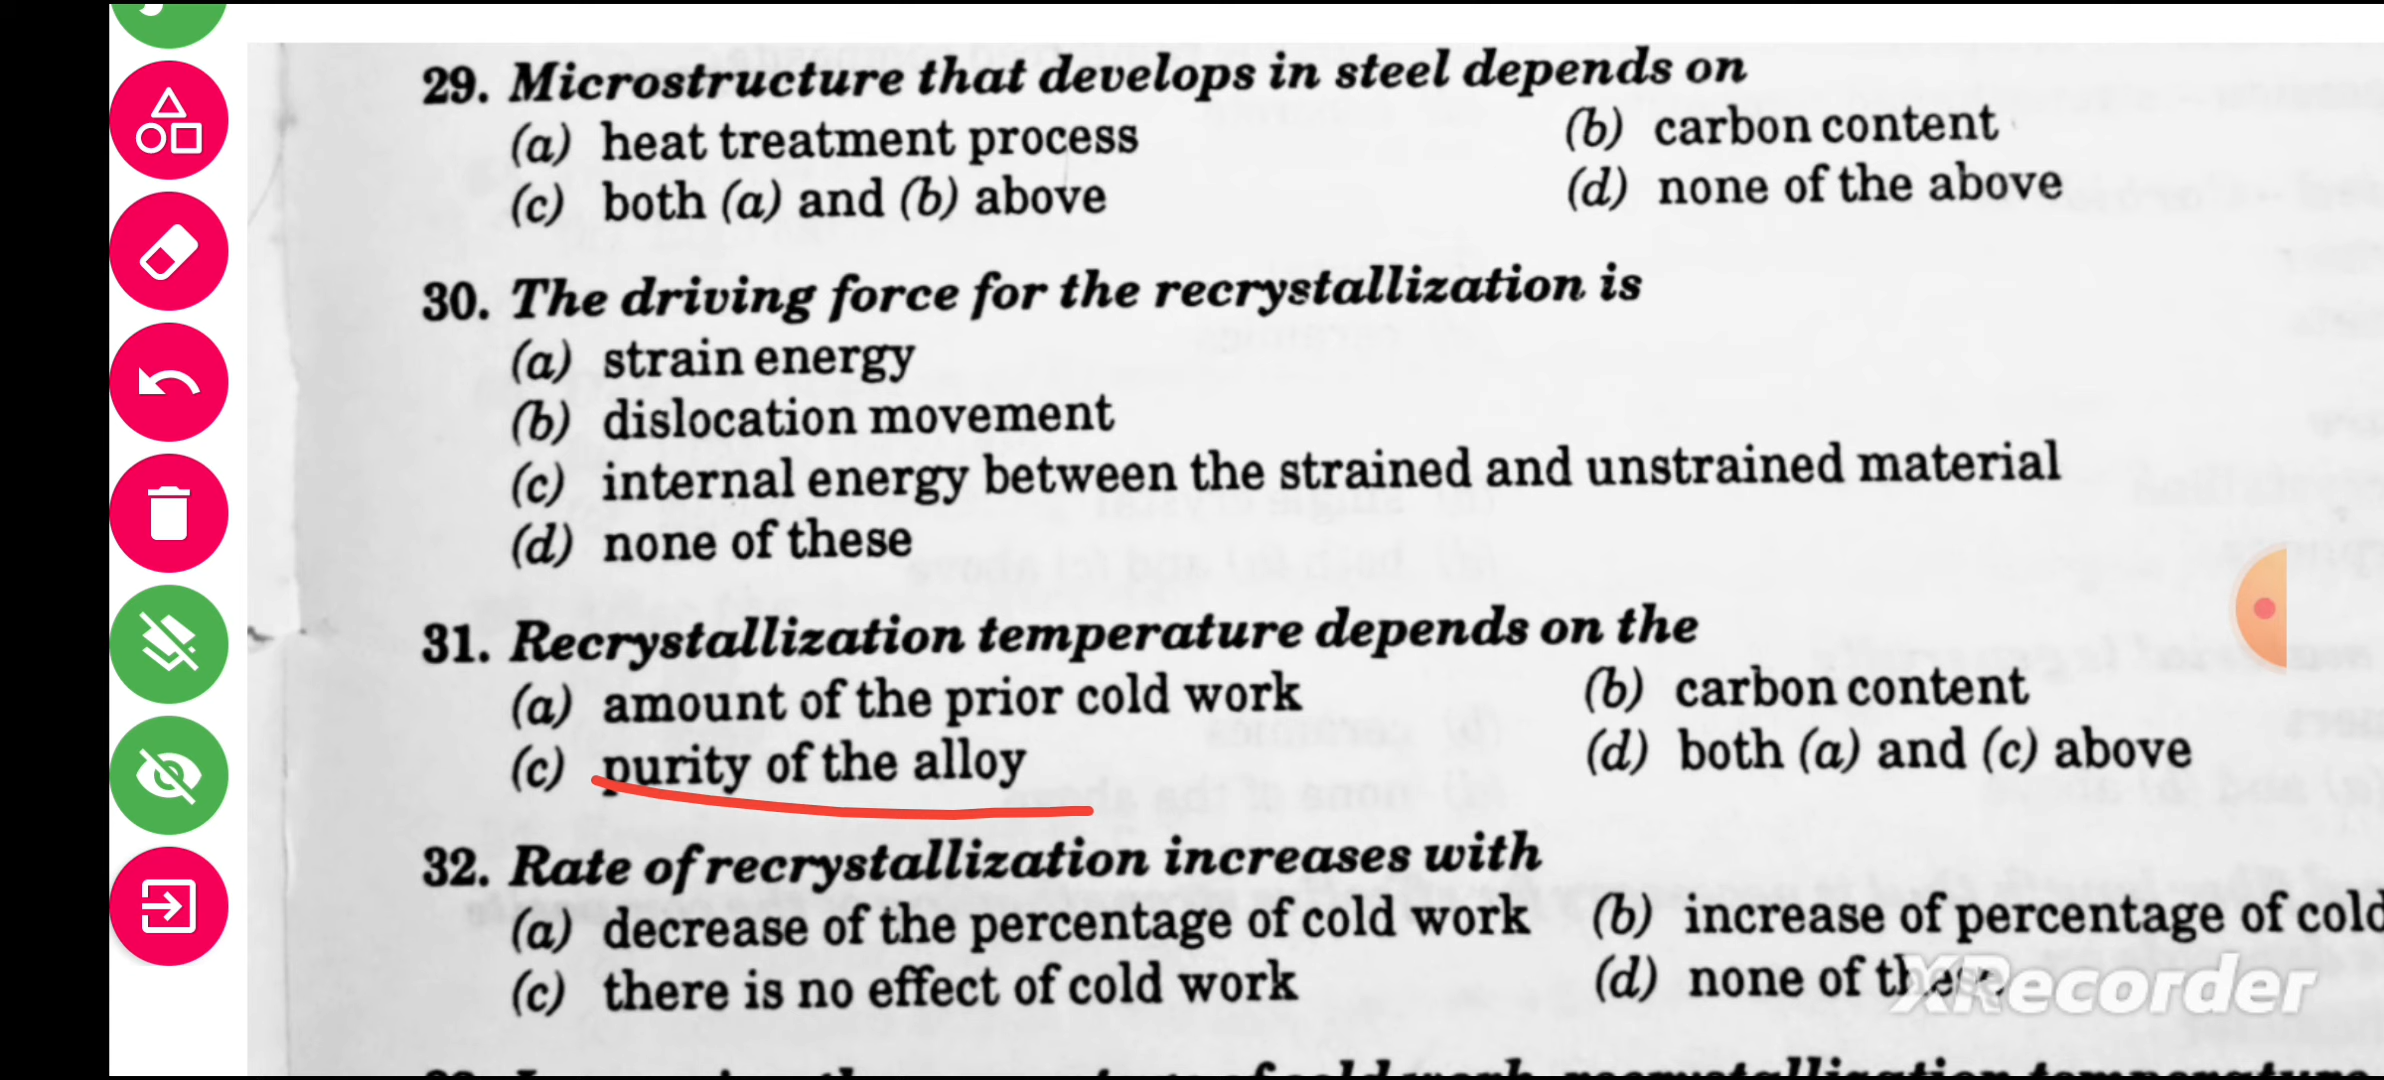 29. Microstructure that develops in steel depends on
(a) heat treatment process (b) carbon content
(c) both (a) and (b) above (d) none of the above
30. The driving force for the recrystallization is
(a) strain energy
(b) dislocation movement
(c) internal energy between the strained and unstrained material
(d) none of these
31. Recrystallization temperature depends on the
(a) amount of the prior cold work (b) carbon content
(c) purity of the alloy (d) both (a) and (c) above
32. Rate of recrystallization increases with
(a) decrease of the percentage of cold work (b) increase of percentage of cold
(c) there is no effect of cold work (d) none of these
XRecorder